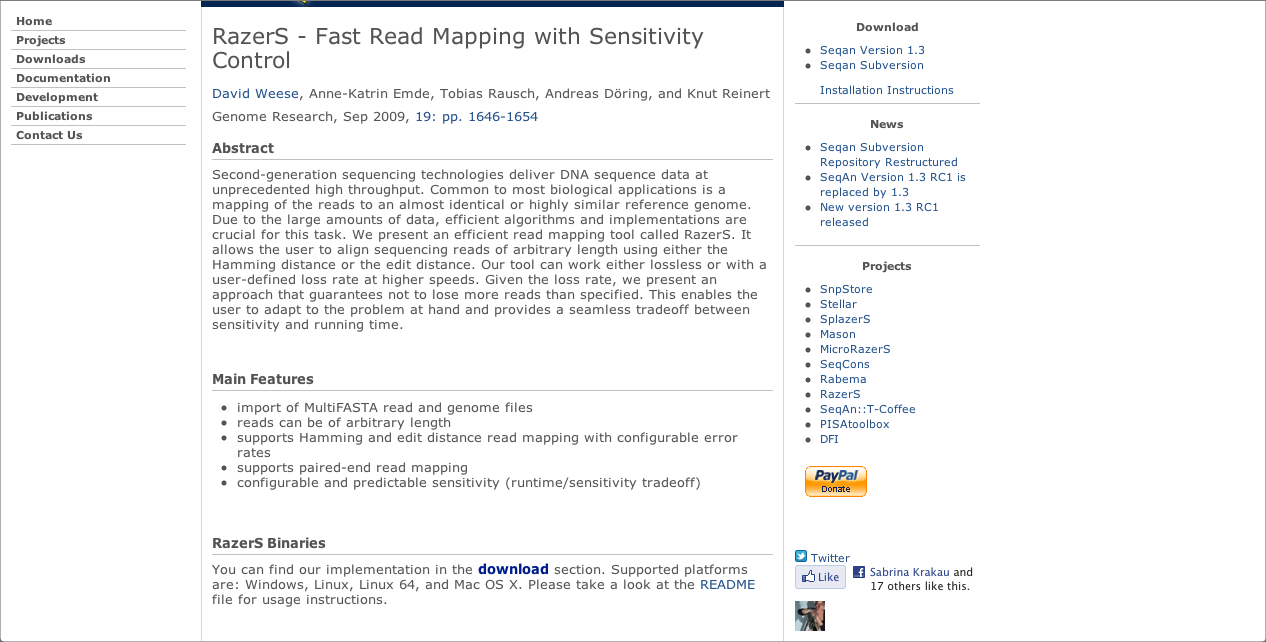 Home
Projects
Downloads
Documentation
Development
Publications
Contact Us
RazerS - Fast Read Mapping with Sensitivity
Control
David Weese, Anne-Katrin Emde, Tobias Rausch, Andreas Döring, and Knut Reinert
Genome Research, Sep 2009, 19: pp. 1646-1654
Abstract
Second-generation sequencing technologies deliver DNA sequence data at
unprecedented high throughput. Common to most biological applications is a
mapping of the reads to an almost identical or highly similar reference genome.
Due to the large amounts of data, efficient algorithms and implementations are
crucial for this task. We present an efficient read mapping tool called RazerS. It
allows the user to align sequencing reads of arbitrary length using either the
Hamming distance or the edit distance. Our tool can work either lossless or with a
user-defined loss rate at higher speeds. Given the loss rate, we present an
approach that guarantees not to lose more reads than specified. This enables the
user to adapt to the problem at hand and provides a seamless tradeoff between
sensitivity and running time.
Main Features
• import of MultiFASTA read and genome files
• reads can be of arbitrary length
• supports Hamming and edit distance read mapping with configurable error
rates
• supports paired-end read mapping
• configurable and predictable sensitivity (runtime/sensitivity tradeoff)
RazerS Binaries
You can find our implementation in the download section. Supported platforms
are: Windows, Linux, Linux 64, and Mac OS X. Please take a look at the README
file for usage instructions.
Download
• Seqan Version 1.3
• Seqan Subversion
Installation Instructions
News
• Seqan Subversion
Repository Restructured
• SeqAn Version 1.3 RC1 is
replaced by 1.3
• New version 1.3 RC1
released
Projects
• SnpStore
• Stellar
• SplazerS
• Mason
• MicroRazerS
• SeqCons
• Rabema
• RazerS
• SeqAn::T-Coffee
• PISAtoolbox
• DFI
PayPal
Donate
Twitter
Like
Sabrina Krakau and
17 others like this.